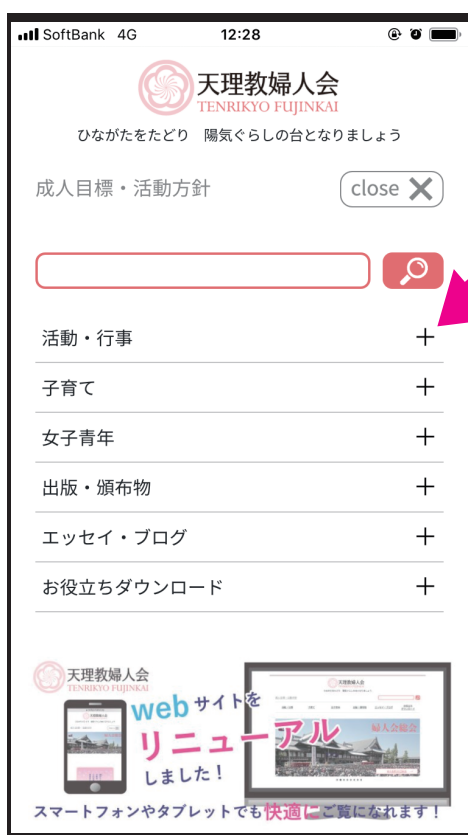 SoftBank 4G 12:28
天理教婦人会
TENRIKYO FUJINKAI
ひながたをたどり 陽気ぐらしの台となりましょう
成人目標・活動方針
close
活動・行事
子育て
女子青年
出版・頒布物
エッセイ・ブログ
お役立ちダウンロード
天理教婦人会
TENRIKYO FUJINKAI
webサイトを
リニューアル
しました！
婦人会総会
スマートフォンやタブレットでも快適にご覧になれます！